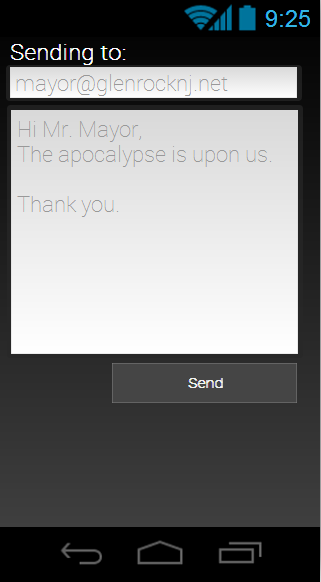 9:25
Sending to:
mayor@glenrocknj.net
Hi Mr. Mayor,
The apocalypse is upon us.
Thank you.
Send